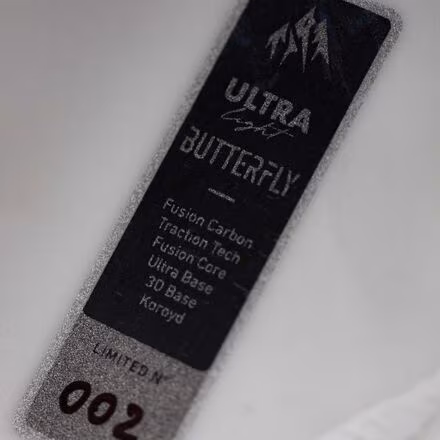 ULTRA
light
BUTTERFLY
Fusion Carbon
Traction Tech
Fusion Core
Ultra Base
3D Base
Koroyd
LIMITED N°
002